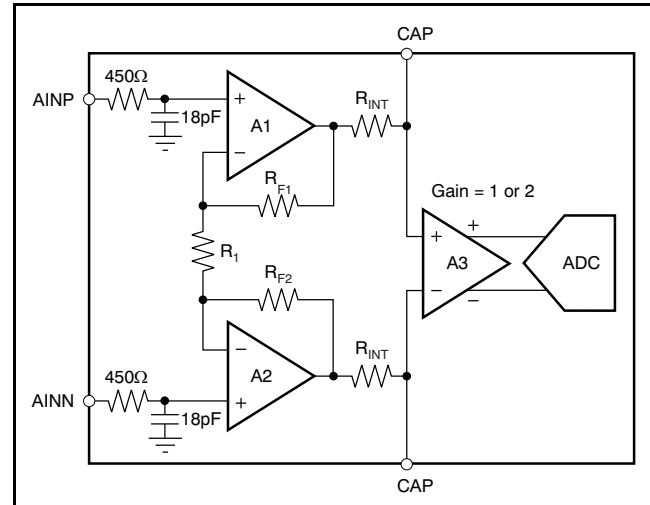 CAP
450Ω
AINP
18pF
+
A1
−
R_INT
R_F1
Gain = 1 or 2
R_1
+
+
A3
−
−
ADC
R_F2
−
A2
+
R_INT
450Ω
AINN
18pF
CAP